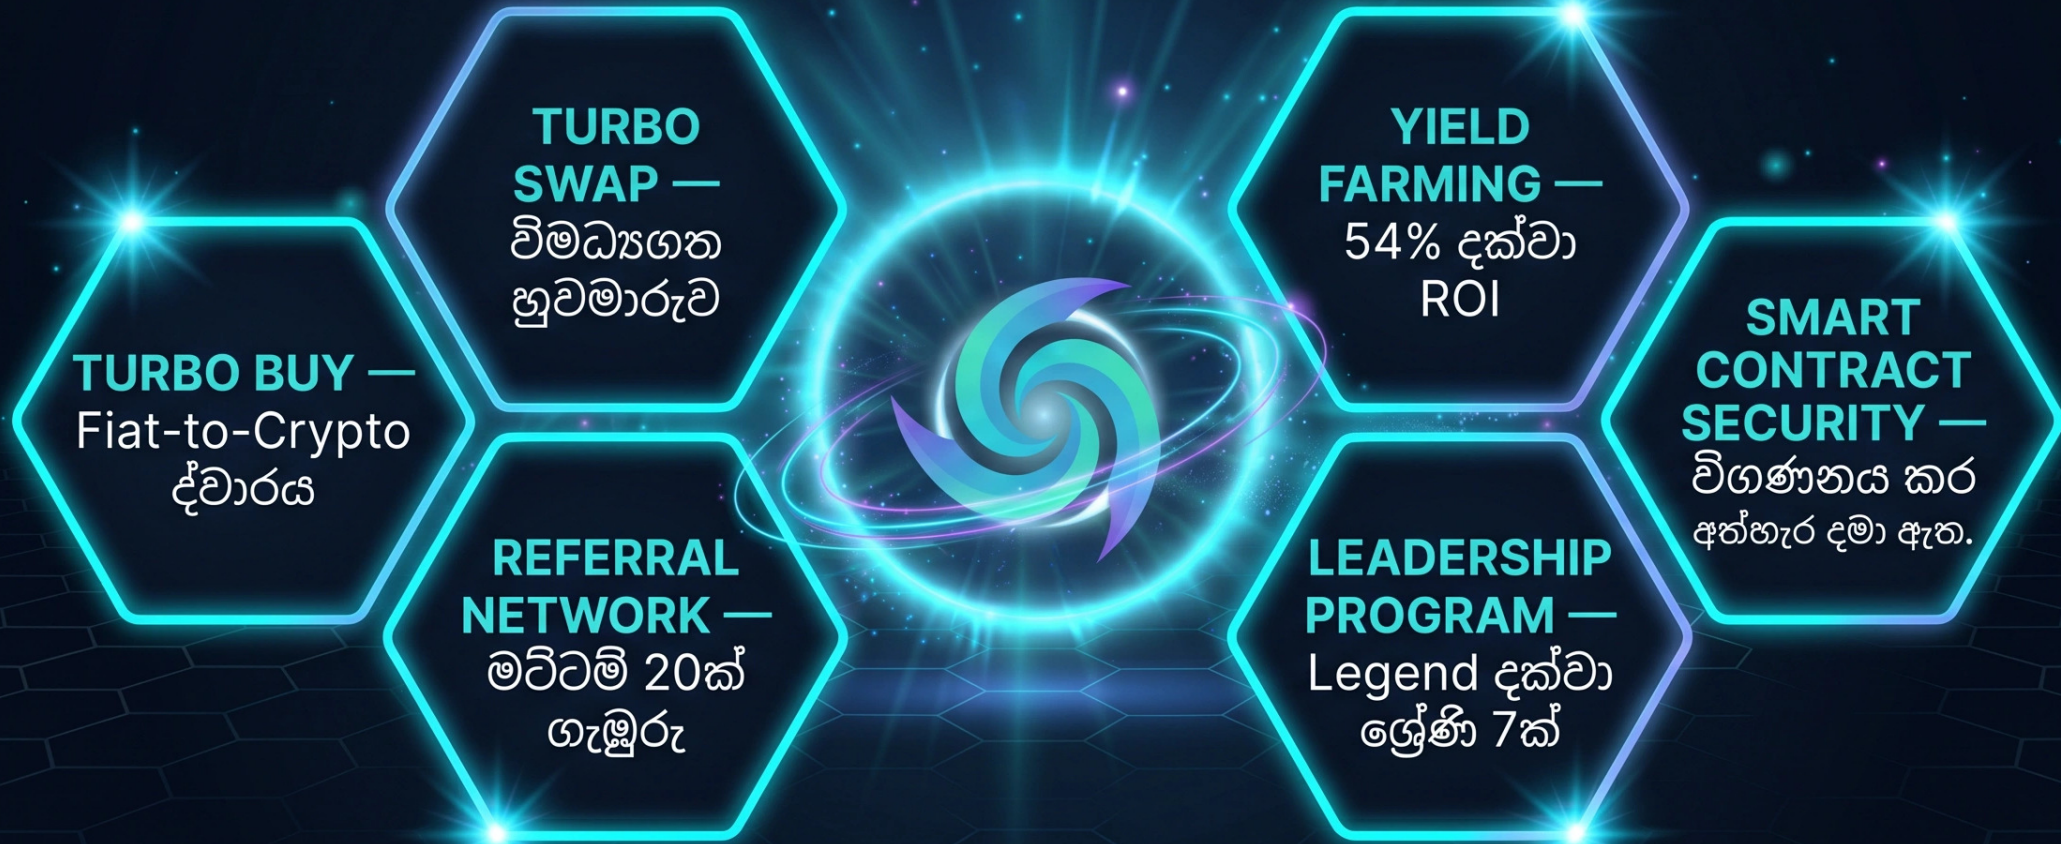 TURBO BUY —
Fiat-to-Crypto
ද්වාරය
TURBO
SWAP —
විමධ්‍යගත
හුවමාරුව
REFERRAL
NETWORK —
මට්ටම් 20ක්
ගැඹුරු
YIELD
FARMING —
54% දක්වා
ROI
LEADERSHIP
PROGRAM —
Legend දක්වා
ශ්‍රේණි 7ක්
SMART
CONTRACT
SECURITY —
විගණනය කර
අත්හැර දමා ඇත.